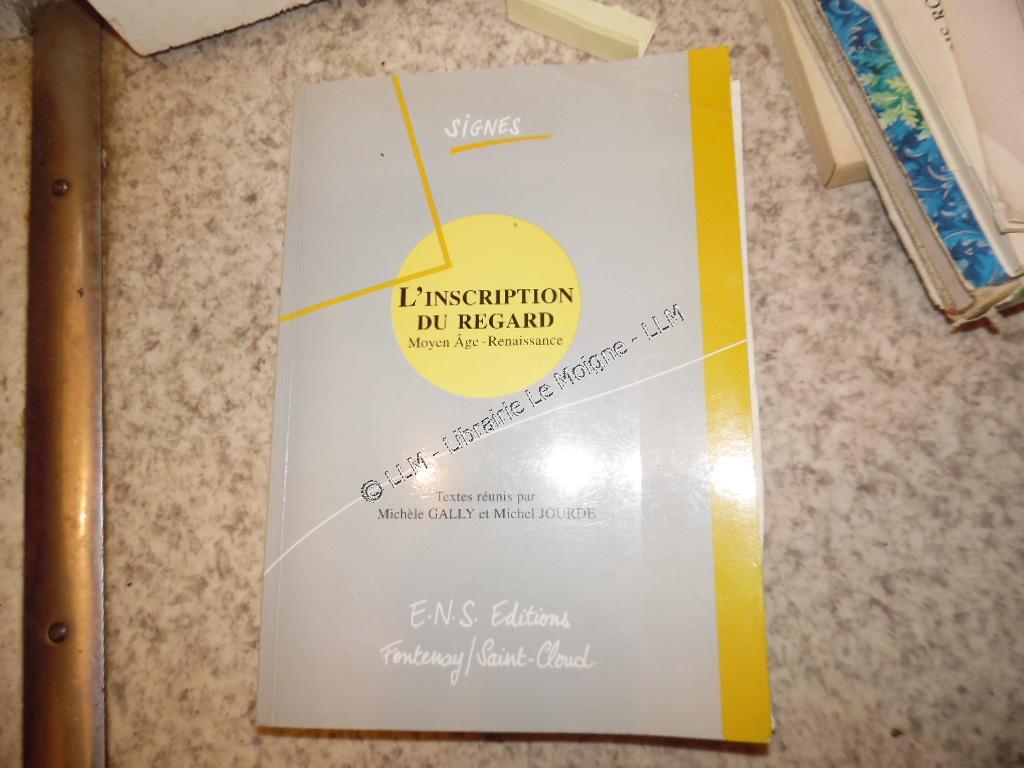 SiGNES
L'INSCRIPTION
DU REGARD
Moyen Âge - Renaissance
© LLM - Librairie Le Moigne - LLM
Textes réunis par
Michèle GALLY et Michel JOURDE
E.N.S. Editions
Fontenay/Saint-Cloud